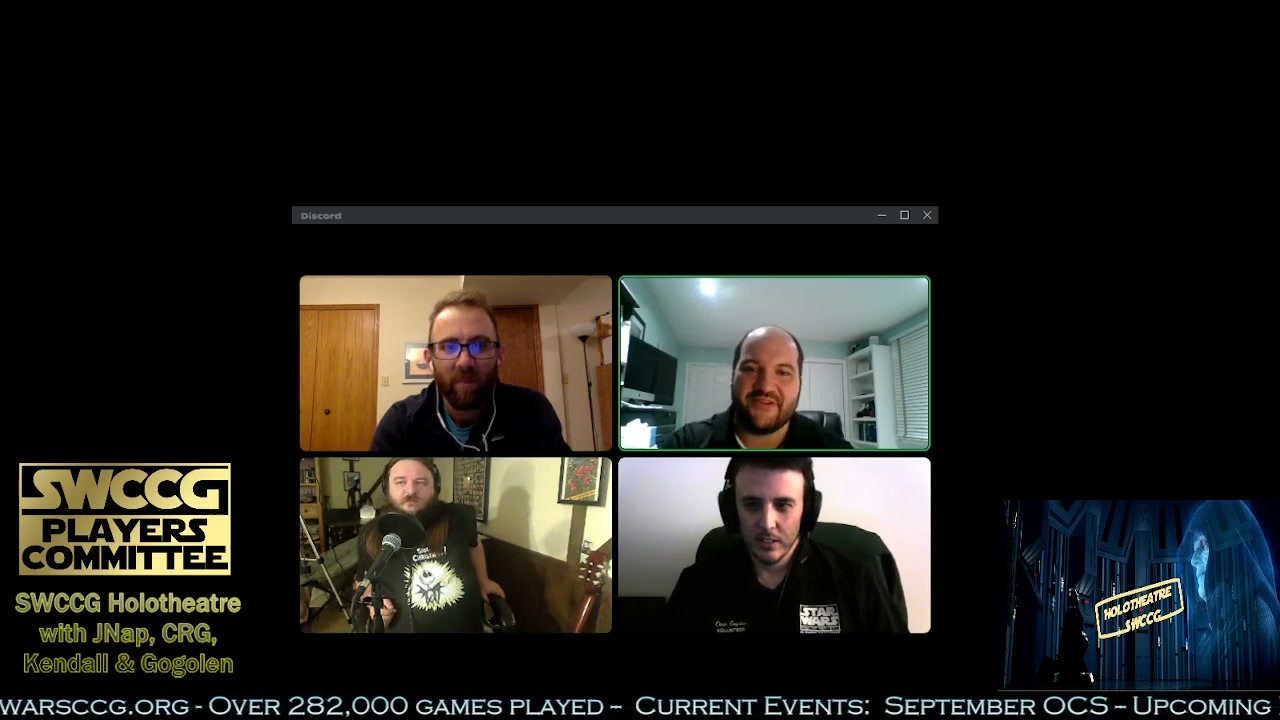 Discord
STAR
WARS
SWCCG
PLAYERS
COMMITTEE
SWCCG Holotheatre
with JNap, CRG,
Kendall & Gogolen
HOLOTHEATRE
SWCCG
WARSCCG.ORG - OVER 282,000 GAMES PLAYED – CURRENT EVENTS: SEPTEMBER OCS – UPCOMING